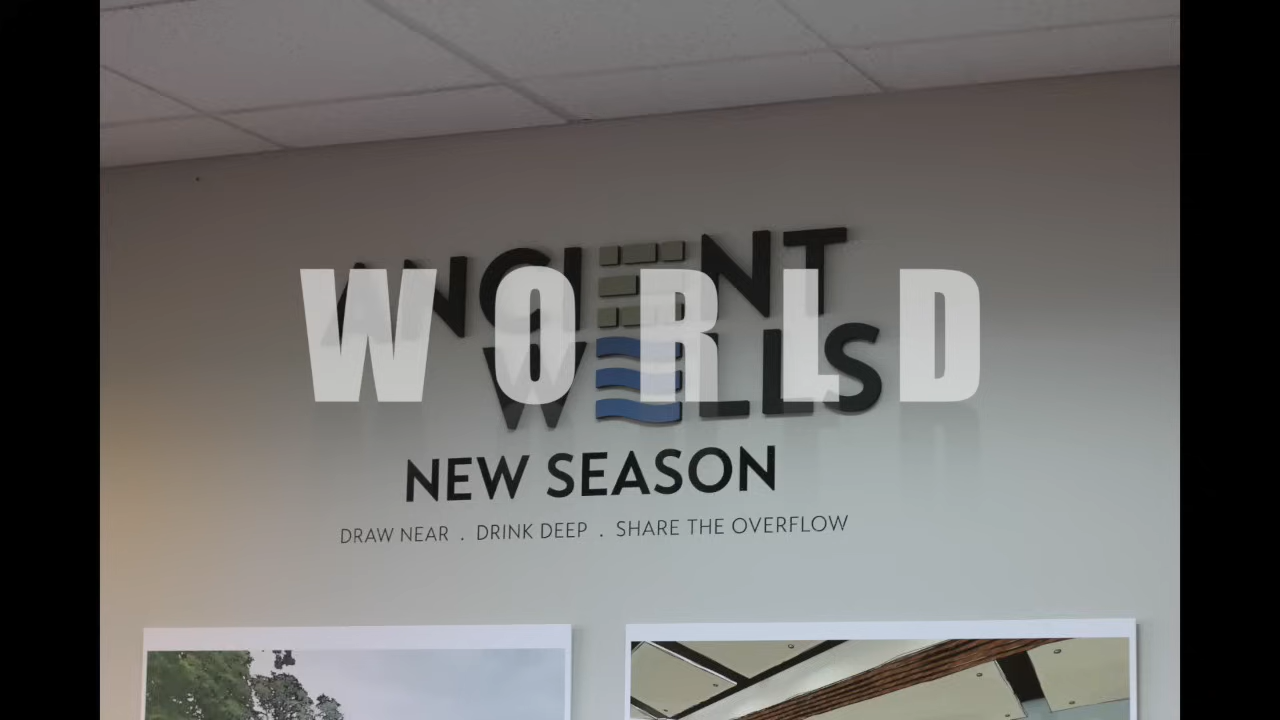 ANCIENT
WORLD
WELLS
NEW SEASON
DRAW NEAR . DRINK DEEP . SHARE THE OVERFLOW